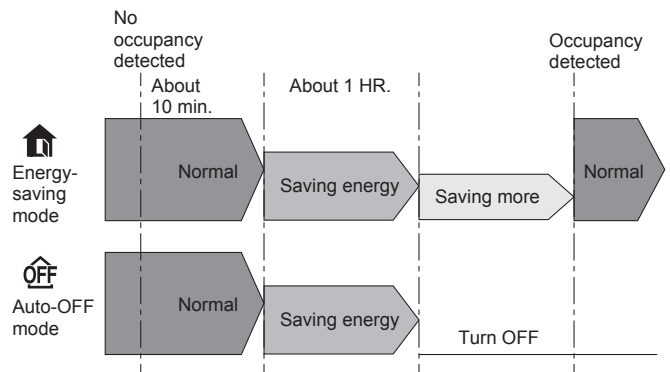 No
occupancy
detected
Occupancy
detected
About
10 min.
About 1 HR.
Energy-
saving
mode
Normal
Saving energy
Saving more
Normal
OFF
Auto-OFF
mode
Normal
Saving energy
Turn OFF